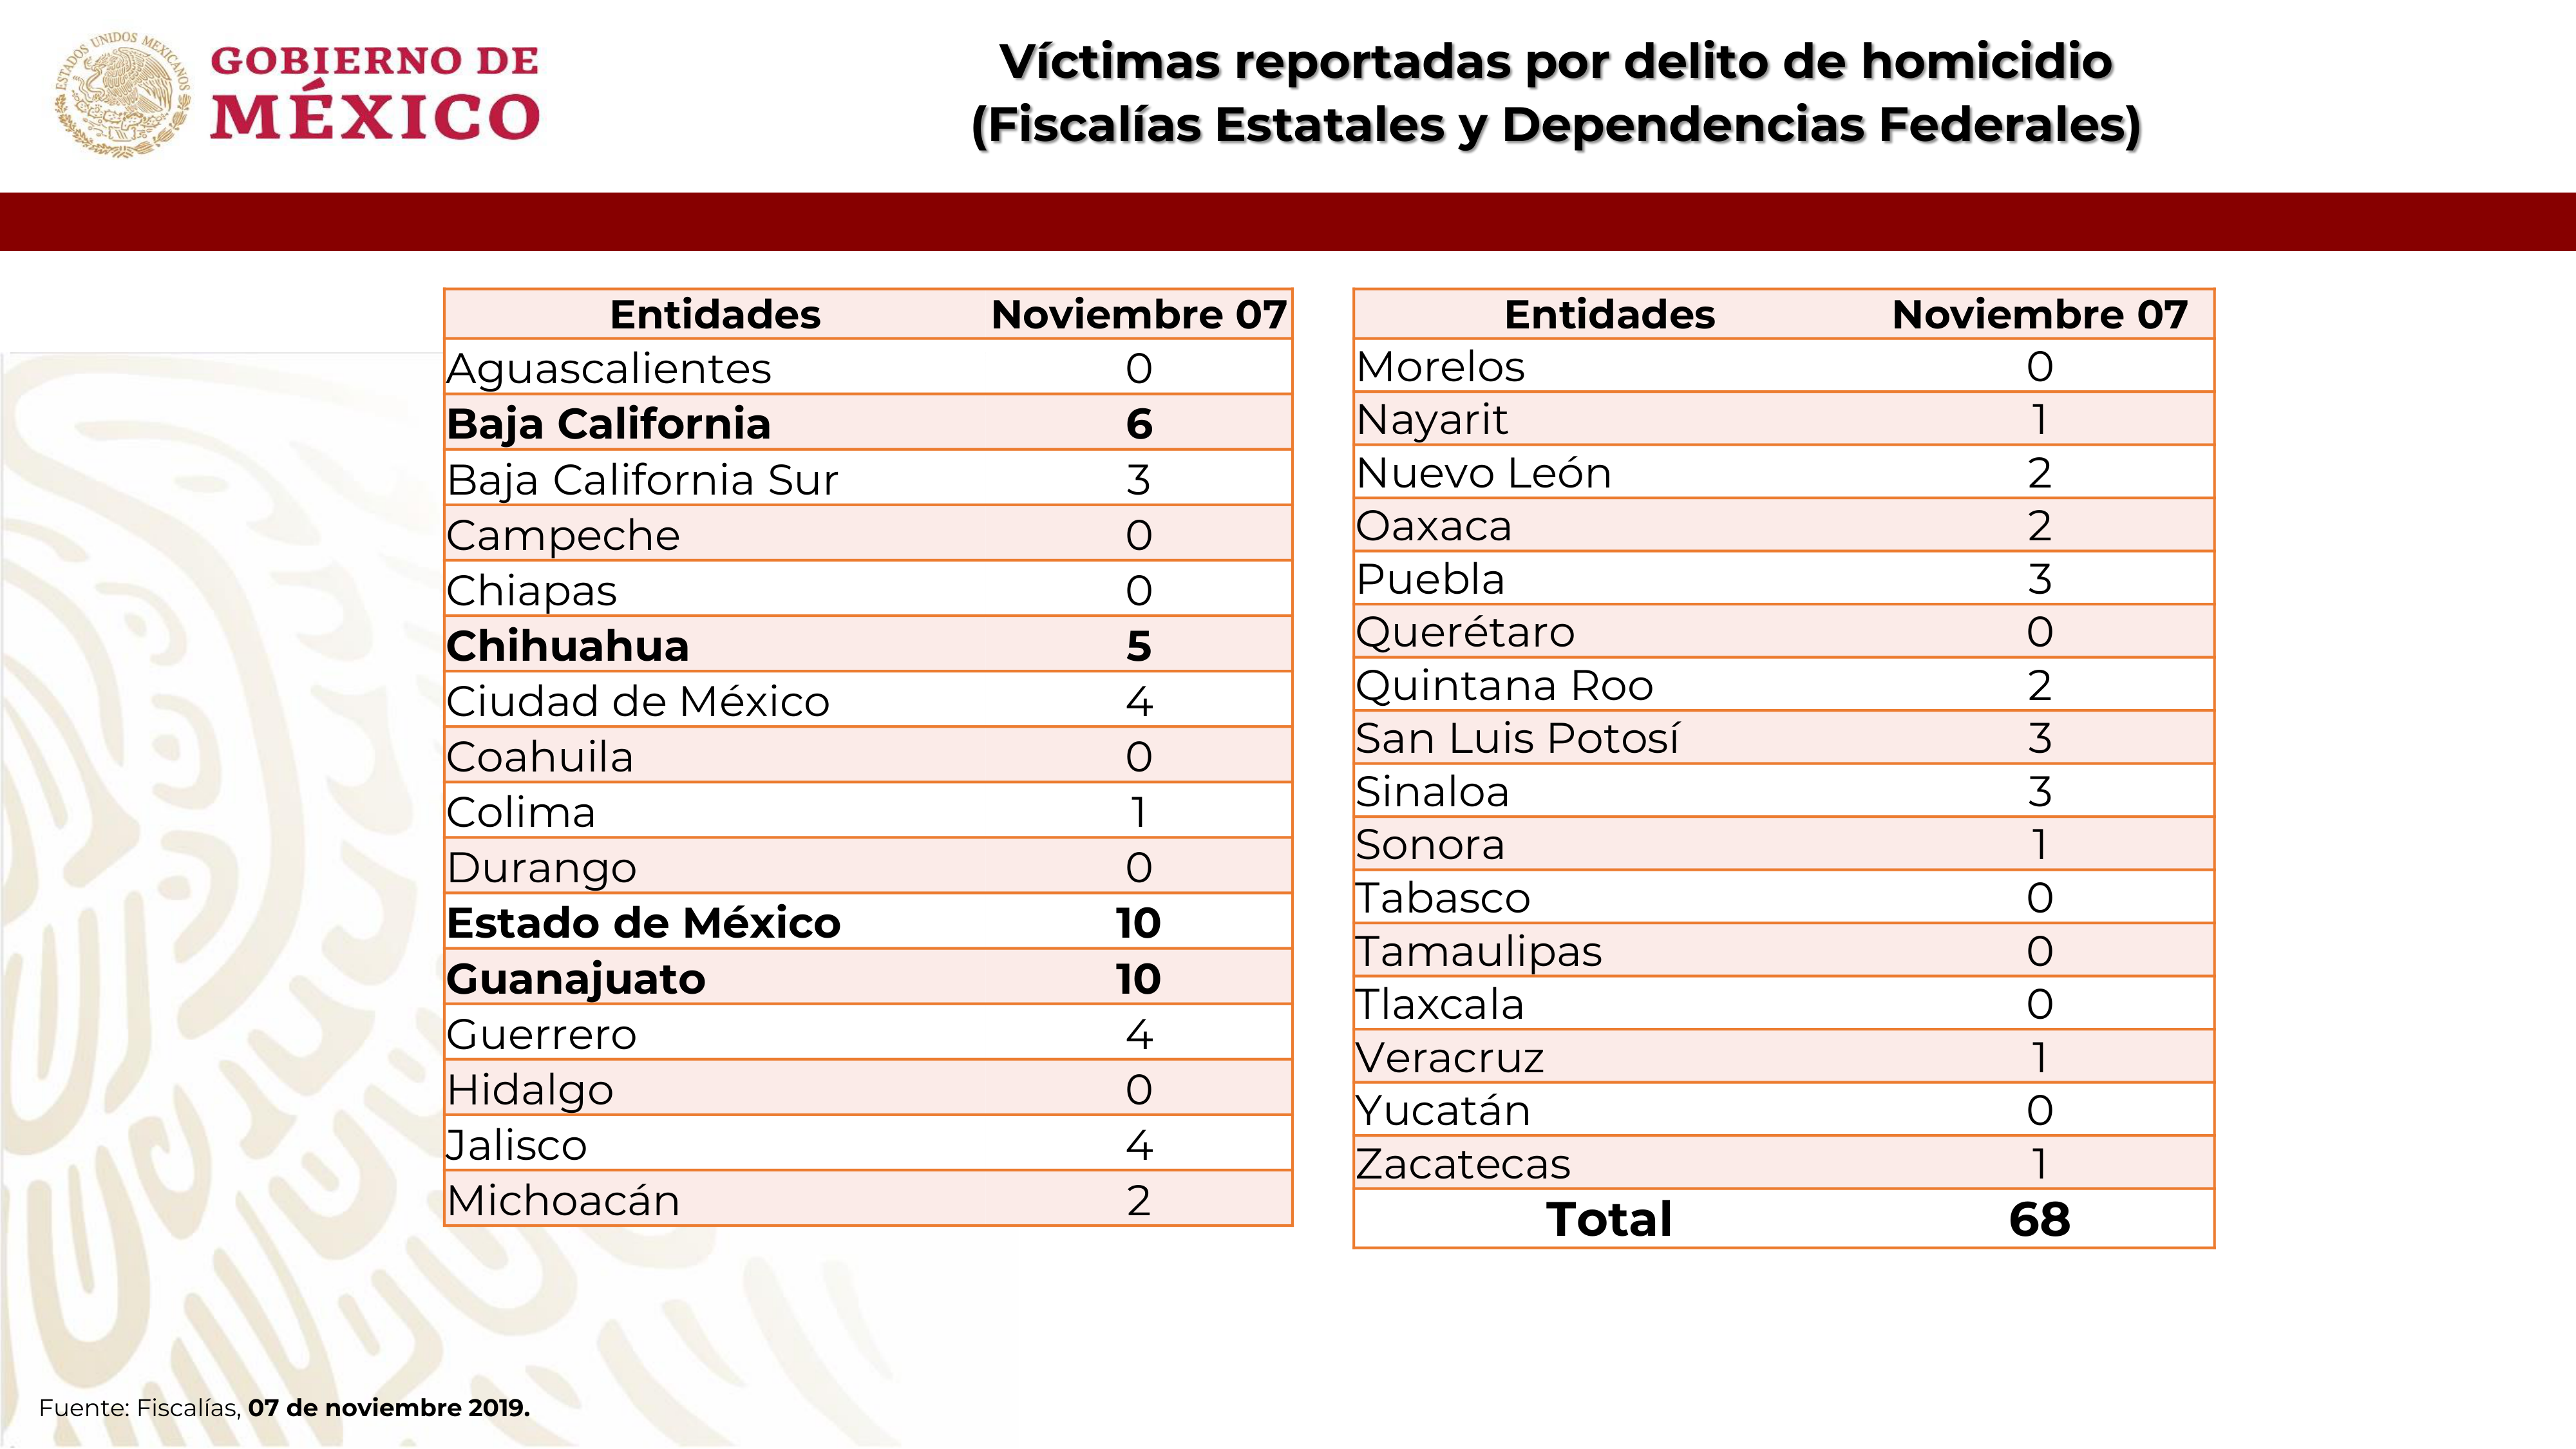 ESTADOS UNIDOS MEXICANOS
GOBIERNO DE
MÉXICO
Víctimas reportadas por delito de homicidio
(Fiscalías Estatales y Dependencias Federales)
Entidades Noviembre 07
Aguascalientes 0
Baja California 6
Baja California Sur 3
Campeche 0
Chiapas 0
Chihuahua 5
Ciudad de México 4
Coahuila 0
Colima 1
Durango 0
Estado de México 10
Guanajuato 10
Guerrero 4
Hidalgo 0
Jalisco 4
Michoacán 2
Entidades Noviembre 07
Morelos 0
Nayarit 1
Nuevo León 2
Oaxaca 2
Puebla 3
Querétaro 0
Quintana Roo 2
San Luis Potosí 3
Sinaloa 3
Sonora 1
Tabasco 0
Tamaulipas 0
Tlaxcala 0
Veracruz 1
Yucatán 0
Zacatecas 1
Total 68
Fuente: Fiscalías, 07 de noviembre 2019.